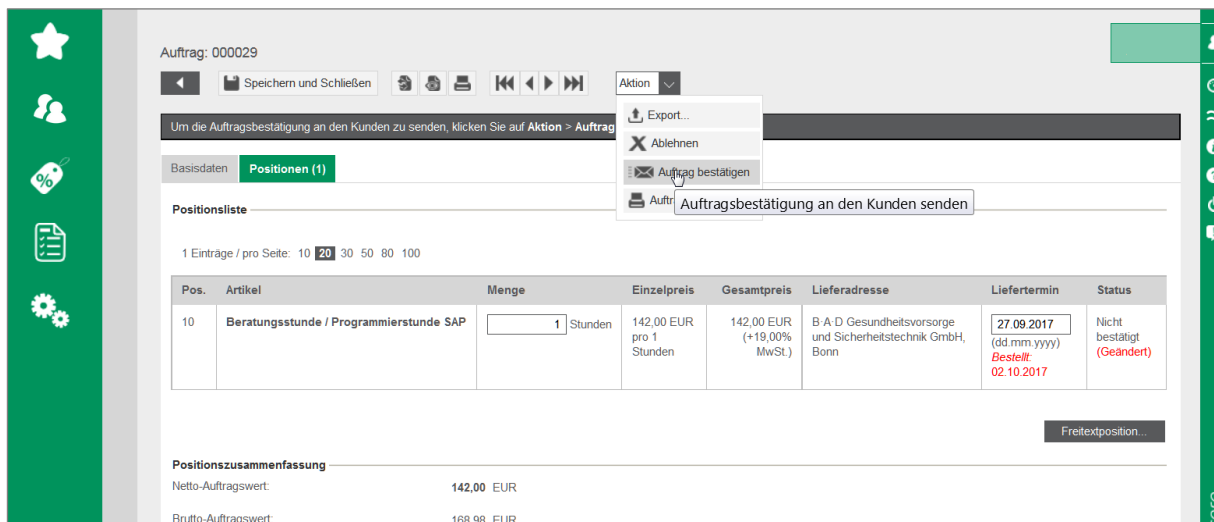 Auftrag: 000029
Speichern und Schließen
Aktion
Um die Auftragsbestätigung an den Kunden zu senden, klicken Sie auf Aktion > Auftrag
Export...
Ablehnen
Auftrag bestätigen
Auftr
Auftragsbestätigung an den Kunden senden
Basisdaten Positionen (1)
Positionsliste
1 Einträge / pro Seite: 10 20 30 50 80 100
Pos. Artikel Menge Einzelpreis Gesamtpreis Lieferadresse Liefertermin Status
10 Beratungsstunde / Programmierstunde SAP 1 Stunden 142,00 EUR 142,00 EUR B·A·D Gesundheitsvorsorge 27.09.2017 Nicht
pro 1 (+19,00% und Sicherheitstechnik GmbH, (dd.mm.yyyy) bestätigt
Stunden MwSt.) Bonn Bestellt: (Geändert)
02.10.2017
Freitextposition...
Positionszusammenfassung
Netto-Auftragswert: 142,00 EUR
Brutto-Auftragswert: 168,98 EUR